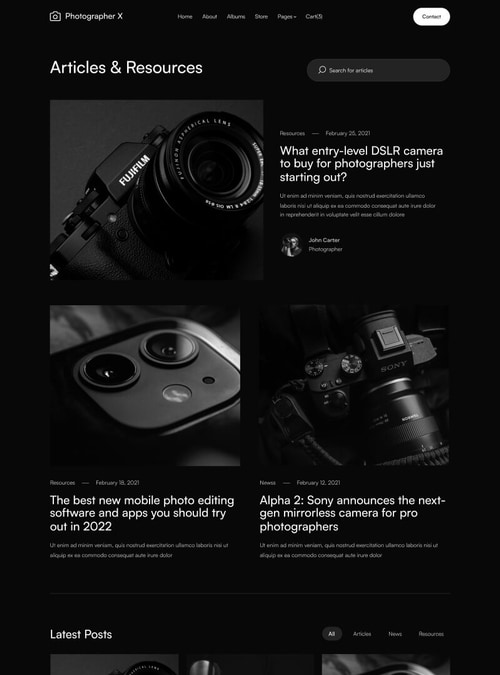 Photographer X
Home About Albums Store Pages Cart(3)
Contact
Articles & Resources
Search for articles
FUJINON ASPHERICAL LENS
FUJIFILM
Resources — February 25, 2021
What entry-level DSLR camera
to buy for photographers just
starting out?
Ut enim ad minim veniam, quis nostrud exercitation ullamco
laboris nisi ut aliquip ex ea commodo consequat aute irure dolor
in reprehenderit in voluptate velit esse cillum dolore
John Carter
Photographer
SONY
Resources — February 18, 2021
The best new mobile photo editing
software and apps you should try
out in 2022
Ut enim ad minim veniam, quis nostrud exercitation ullamco laboris nisi ut
aliquip ex ea commodo consequat aute irure dolor
News — February 12, 2021
Alpha 2: Sony announces the next-
gen mirrorless camera for pro
photographers
Ut enim ad minim veniam, quis nostrud exercitation ullamco laboris nisi ut
aliquip ex ea commodo consequat aute irure dolor
Latest Posts
All Articles News Resources